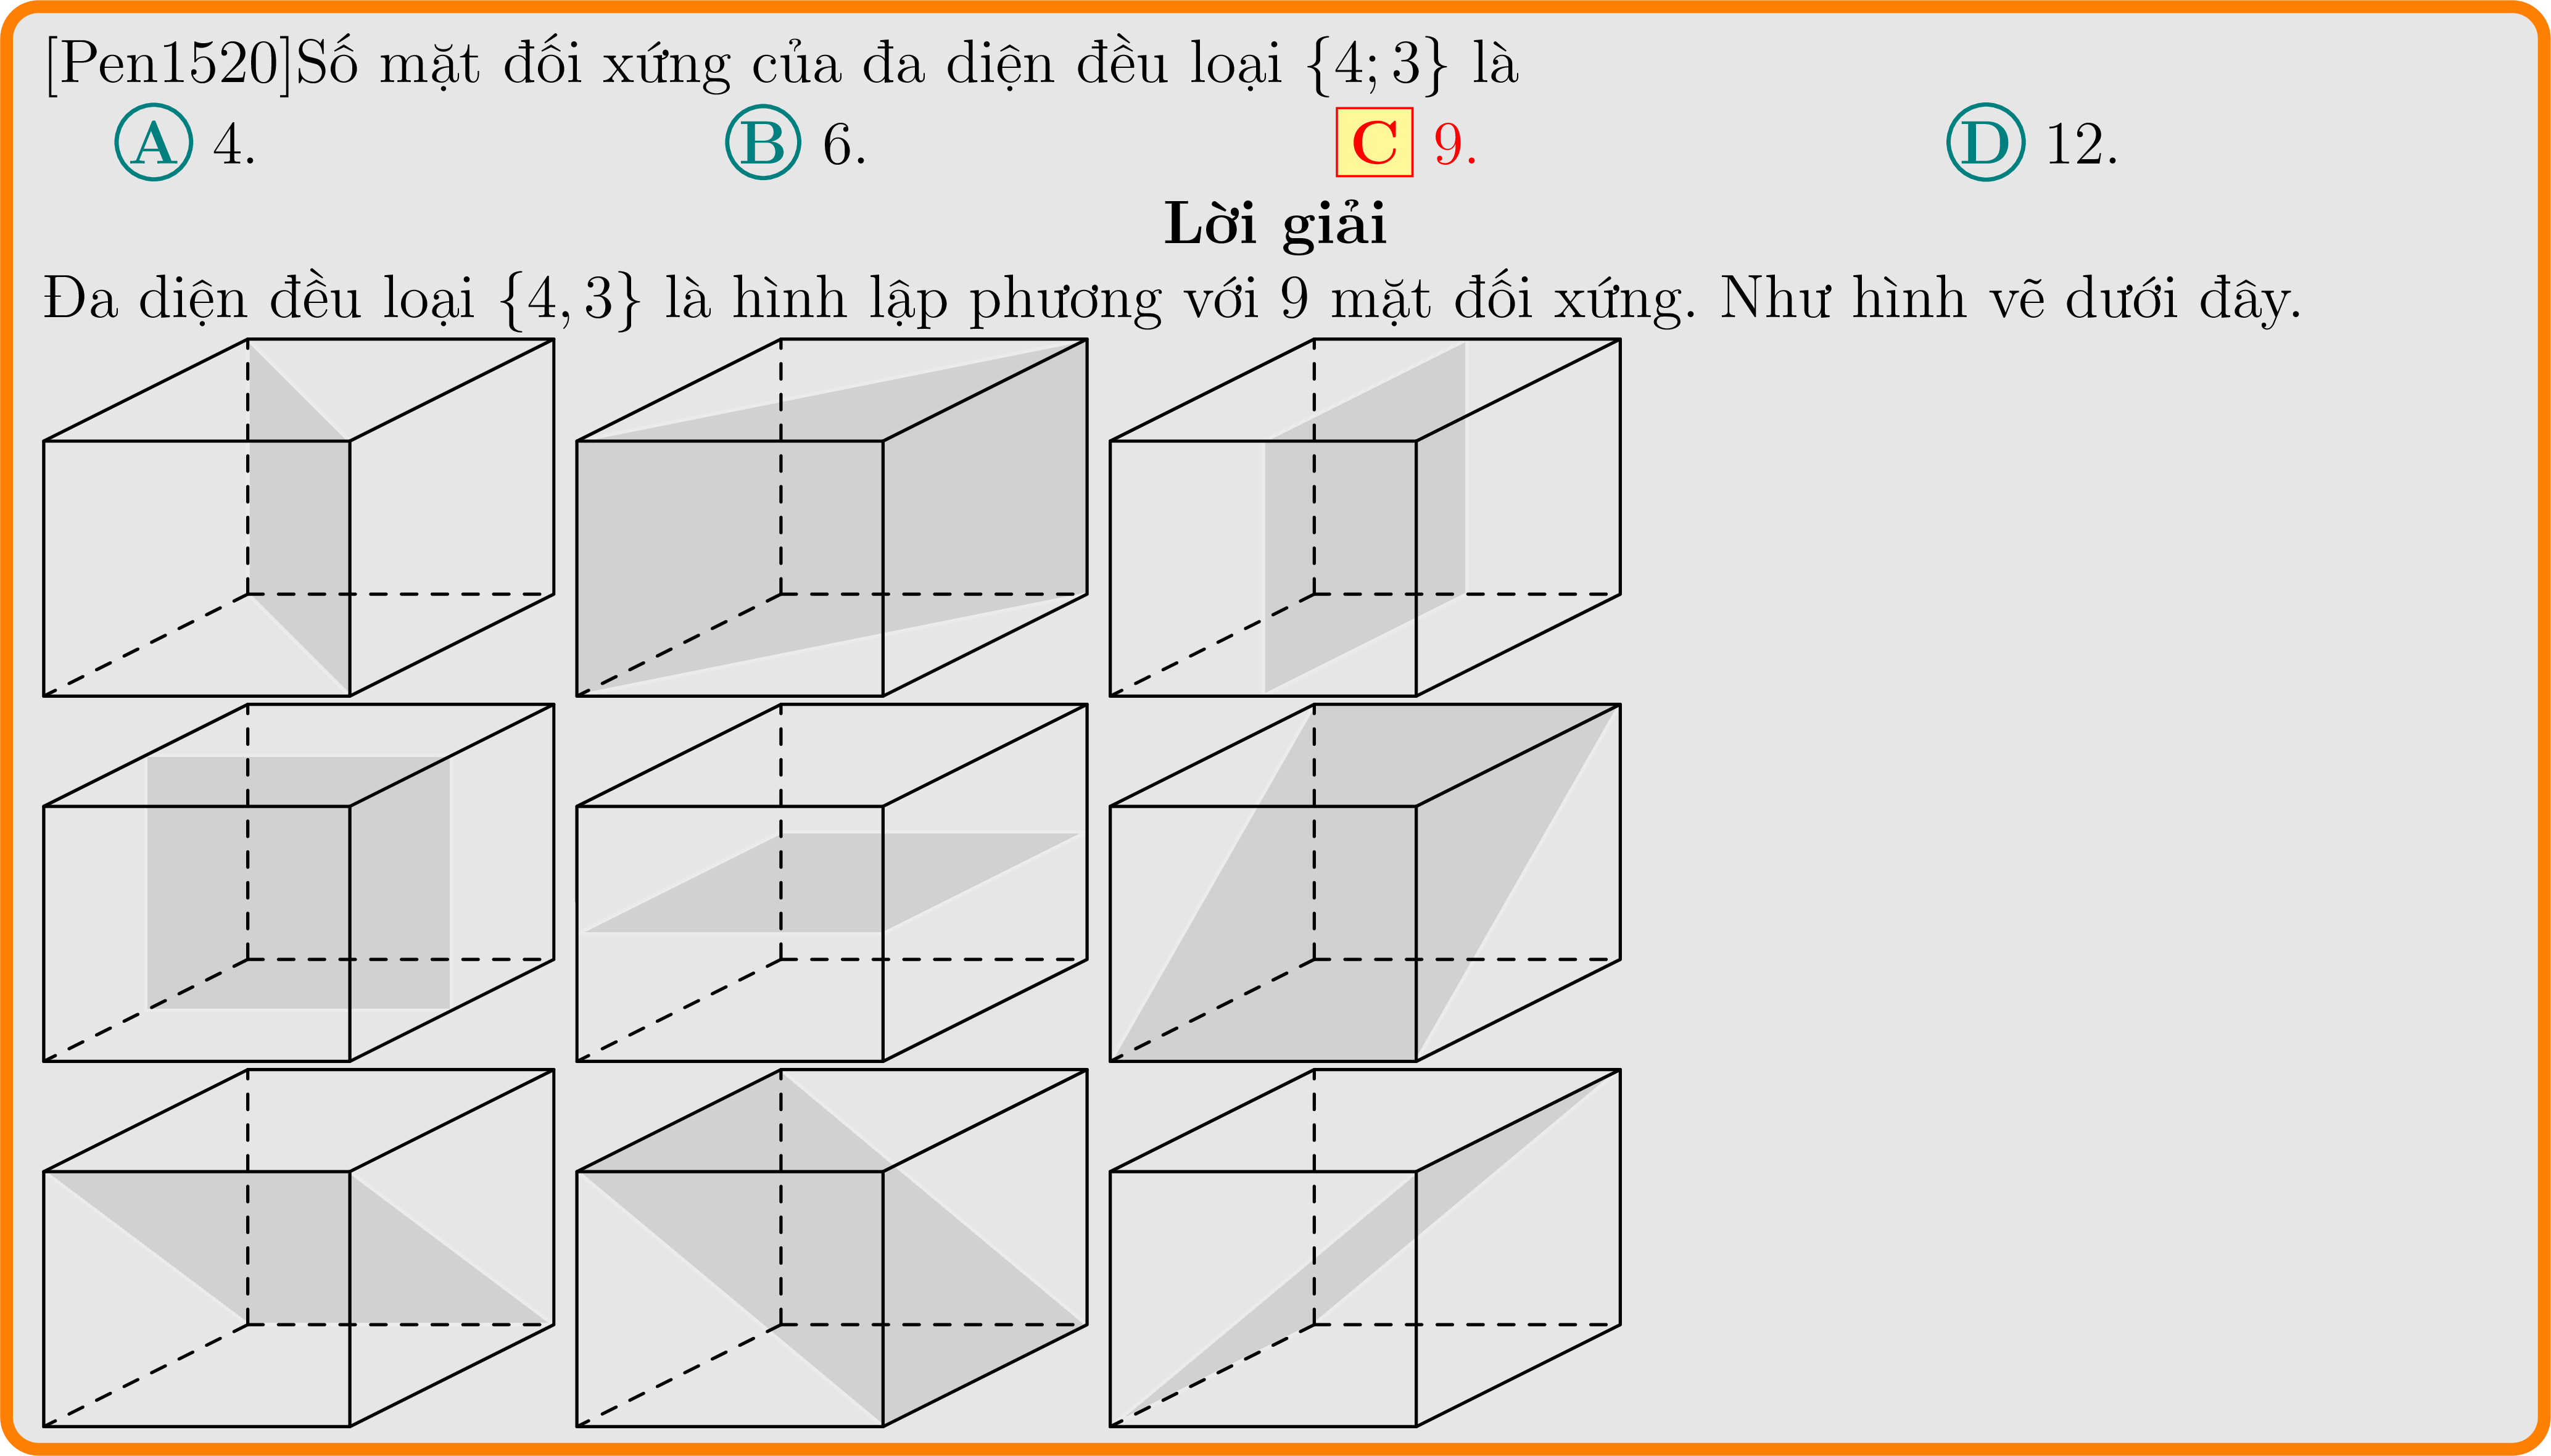 [Pen1520]Số mặt đối xứng của đa diện đều loại {4; 3} là
A 4. B 6. C 9. D 12.
Lời giải
Đa diện đều loại {4, 3} là hình lập phương với 9 mặt đối xứng. Như hình vẽ dưới đây.